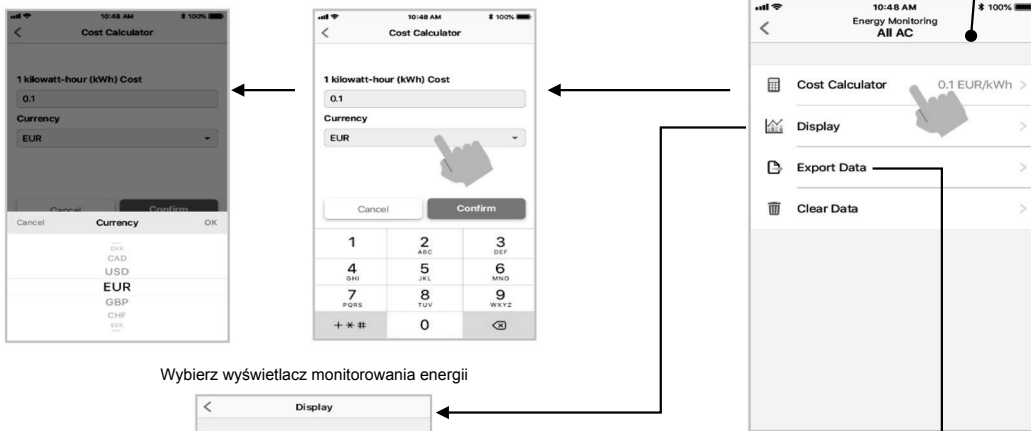 10:48 AM
100%
Cost Calculator
1 kilowatt-hour (kWh) Cost
0.1
Currency
EUR
Cancel
Confirm
Cancel
Currency
OK
DKK
CAD
USD
EUR
GBP
CHF
EEK
10:48 AM
100%
Cost Calculator
1 kilowatt-hour (kWh) Cost
0.1
Currency
EUR
Cancel
Confirm
1
2
ABC
3
DEF
4
GHI
5
JKL
6
MNO
7
PQRS
8
TUV
9
WXYZ
+ * #
0
10:48 AM
100%
Energy Monitoring
All AC
Cost Calculator
0.1 EUR/kWh
Display
Export Data
Clear Data
Wybierz wyświetlacz monitorowania energii
Display